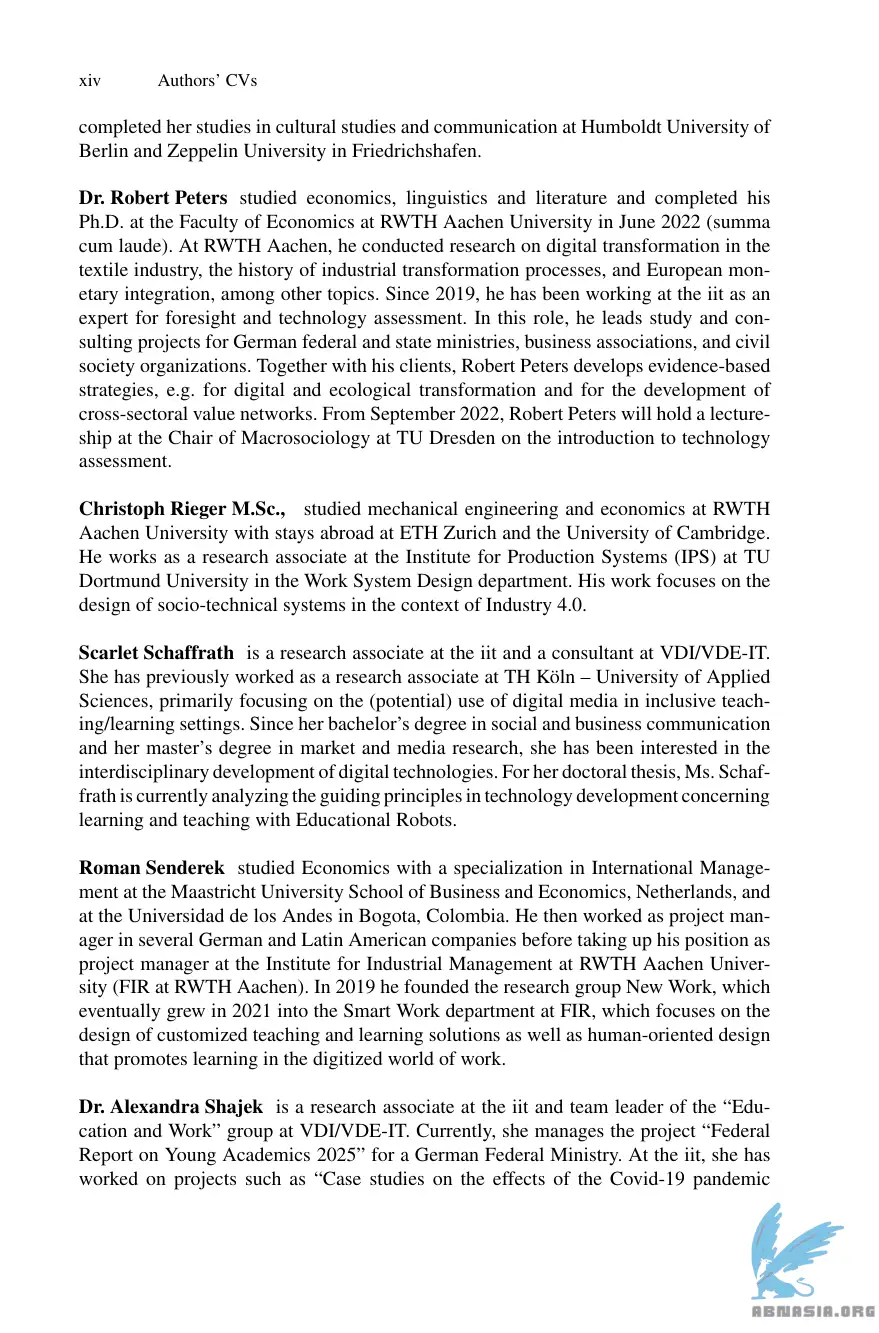 xiv Authors’ CVs
completed her studies in cultural studies and communication at Humboldt University of
Berlin and Zeppelin University in Friedrichshafen.
Dr. Robert Peters studied economics, linguistics and literature and completed his
Ph.D. at the Faculty of Economics at RWTH Aachen University in June 2022 (summa
cum laude). At RWTH Aachen, he conducted research on digital transformation in the
textile industry, the history of industrial transformation processes, and European mon-
etary integration, among other topics. Since 2019, he has been working at the iit as an
expert for foresight and technology assessment. In this role, he leads study and con-
sulting projects for German federal and state ministries, business associations, and civil
society organizations. Together with his clients, Robert Peters develops evidence-based
strategies, e.g. for digital and ecological transformation and for the development of
cross-sectoral value networks. From September 2022, Robert Peters will hold a lecture-
ship at the Chair of Macrosociology at TU Dresden on the introduction to technology
assessment.
Christoph Rieger M.Sc., studied mechanical engineering and economics at RWTH
Aachen University with stays abroad at ETH Zurich and the University of Cambridge.
He works as a research associate at the Institute for Production Systems (IPS) at TU
Dortmund University in the Work System Design department. His work focuses on the
design of socio-technical systems in the context of Industry 4.0.
Scarlet Schaffrath is a research associate at the iit and a consultant at VDI/VDE-IT.
She has previously worked as a research associate at TH Köln – University of Applied
Sciences, primarily focusing on the (potential) use of digital media in inclusive teach-
ing/learning settings. Since her bachelor’s degree in social and business communication
and her master’s degree in market and media research, she has been interested in the
interdisciplinary development of digital technologies. For her doctoral thesis, Ms. Schaf-
frath is currently analyzing the guiding principles in technology development concerning
learning and teaching with Educational Robots.
Roman Senderek studied Economics with a specialization in International Manage-
ment at the Maastricht University School of Business and Economics, Netherlands, and
at the Universidad de los Andes in Bogota, Colombia. He then worked as project man-
ager in several German and Latin American companies before taking up his position as
project manager at the Institute for Industrial Management at RWTH Aachen Univer-
sity (FIR at RWTH Aachen). In 2019 he founded the research group New Work, which
eventually grew in 2021 into the Smart Work department at FIR, which focuses on the
design of customized teaching and learning solutions as well as human-oriented design
that promotes learning in the digitized world of work.
Dr. Alexandra Shajek is a research associate at the iit and team leader of the “Edu-
cation and Work” group at VDI/VDE-IT. Currently, she manages the project “Federal
Report on Young Academics 2025” for a German Federal Ministry. At the iit, she has
worked on projects such as “Case studies on the effects of the Covid-19 pandemic
ABNASIA.ORG